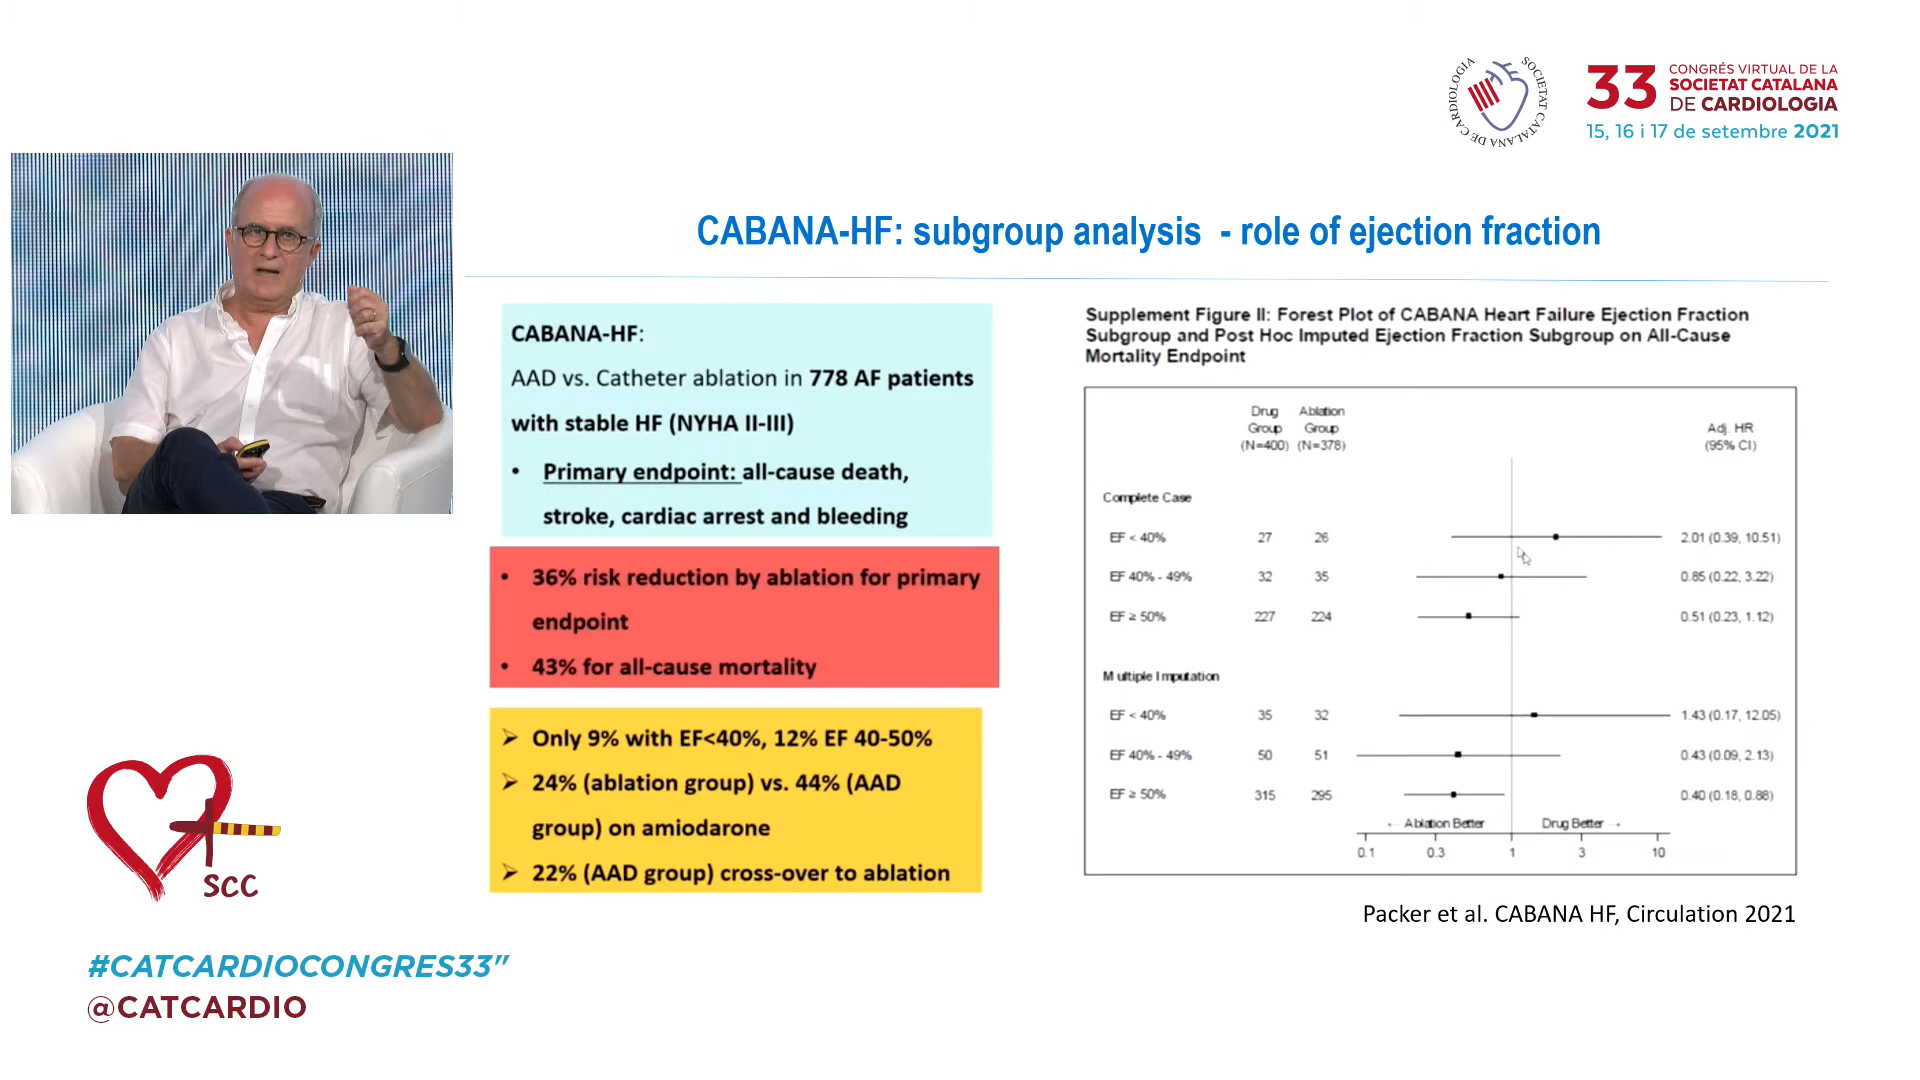 SOCIETAT CATALANA DE CARDIOLOGIA
33
CONGRÉS VIRTUAL DE LA
SOCIETAT CATALANA
DE CARDIOLOGIA
15, 16 i 17 de setembre 2021
CABANA-HF: subgroup analysis - role of ejection fraction
CABANA-HF:
AAD vs. Catheter ablation in 778 AF patients
with stable HF (NYHA II-III)
• Primary endpoint: all-cause death,
stroke, cardiac arrest and bleeding
• 36% risk reduction by ablation for primary
endpoint
• 43% for all-cause mortality
➢ Only 9% with EF<40%, 12% EF 40-50%
➢ 24% (ablation group) vs. 44% (AAD
group) on amiodarone
➢ 22% (AAD group) cross-over to ablation
Supplement Figure II: Forest Plot of CABANA Heart Failure Ejection Fraction
Subgroup and Post Hoc Imputed Ejection Fraction Subgroup on All-Cause
Mortality Endpoint
Drug Ablation
Group Group Adj. HR
(N=400) (N=378) (95% CI)
Complete Case
EF < 40% 27 26 2.01 (0.39, 10.51)
EF 40% - 49% 32 35 0.85 (0.22, 3.22)
EF ≥ 50% 227 224 0.51 (0.23, 1.12)
Multiple Imputation
EF < 40% 35 32 1.43 (0.17, 12.05)
EF 40% - 49% 50 51 0.43 (0.09, 2.13)
EF ≥ 50% 315 295 0.40 (0.18, 0.88)
← Ablation Better Drug Better →
0.1 0.3 1 3 10
Packer et al. CABANA HF, Circulation 2021
SCC
#CATCARDIOCONGRES33"
@CATCARDIO